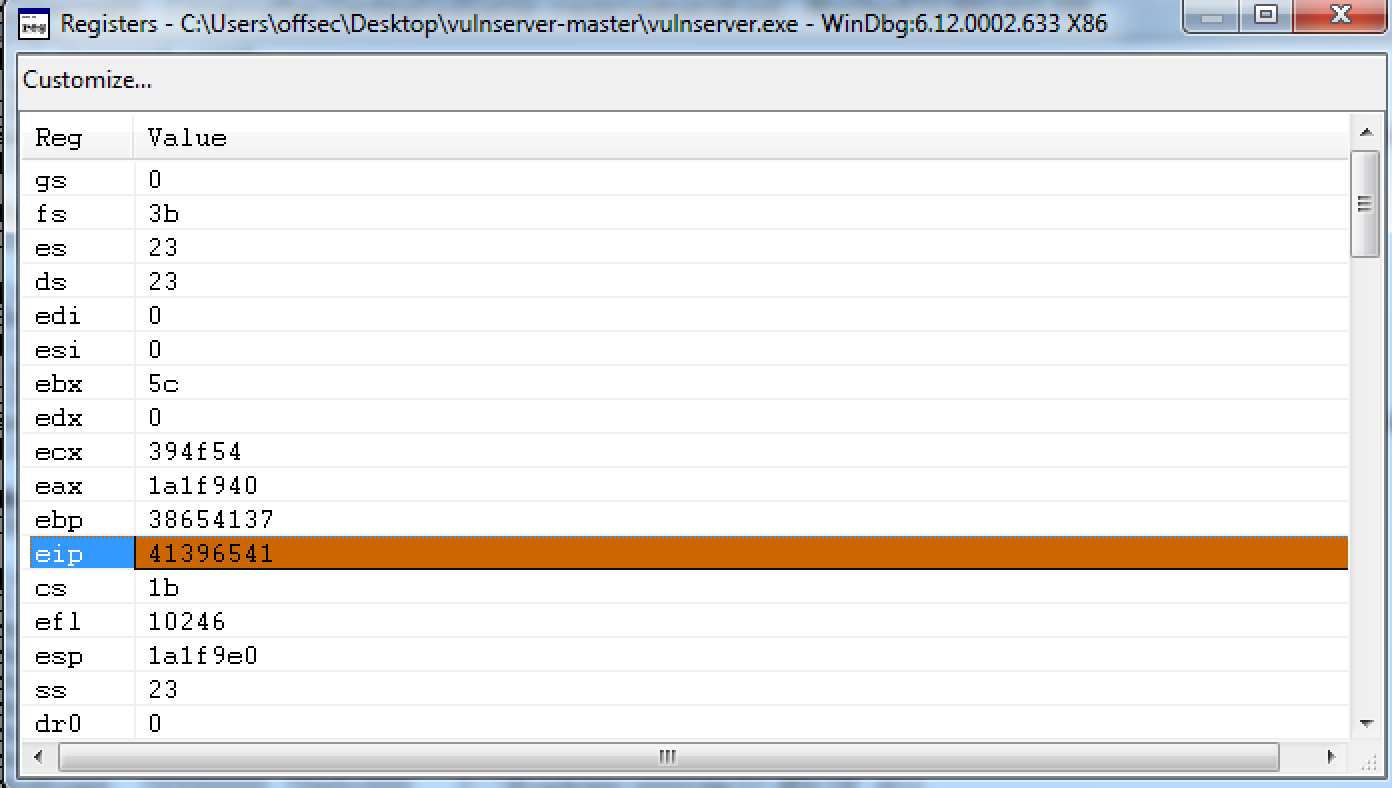 Registers - C:\Users\offsec\Desktop\vulnserver-master\vulnserver.exe - WinDbg:6.12.0002.633 X86
Customize...
Reg Value
gs 0
fs 3b
es 23
ds 23
edi 0
esi 0
ebx 5c
edx 0
ecx 394f54
eax 1a1f940
ebp 38654137
eip 41396541
cs 1b
efl 10246
esp 1a1f9e0
ss 23
dr0 0